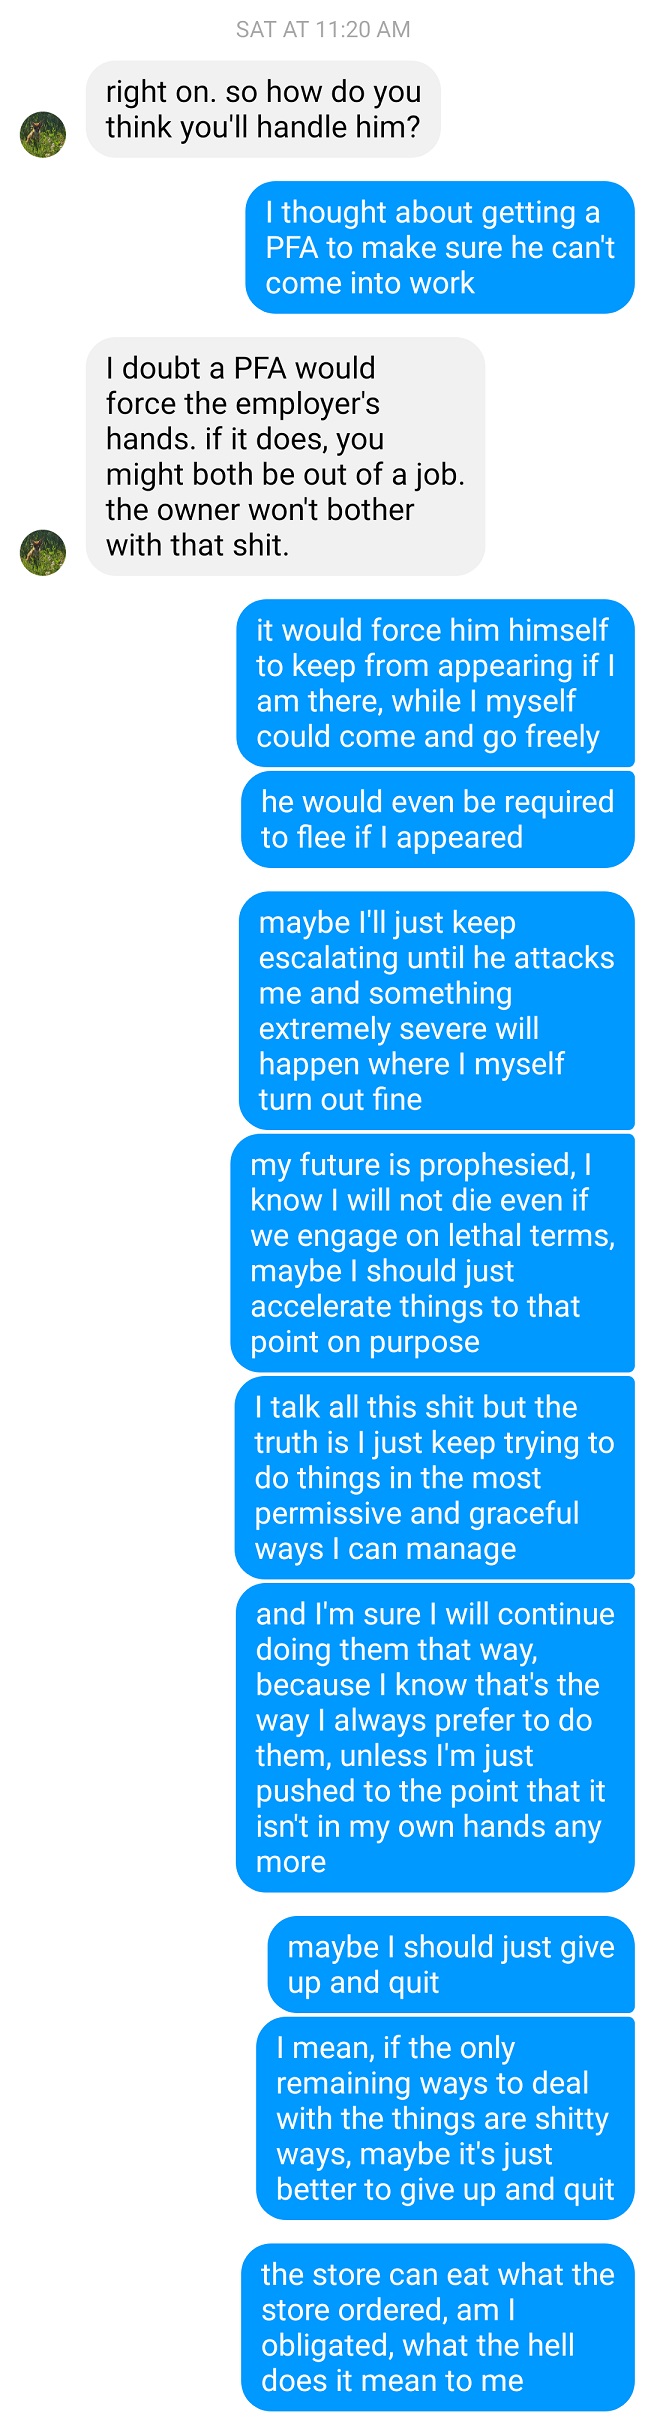 SAT AT 11:20 AM
right on. so how do you
think you'll handle him?
I thought about getting a
PFA to make sure he can't
come into work
I doubt a PFA would
force the employer's
hands. if it does, you
might both be out of a job.
the owner won't bother
with that shit.
it would force him himself
to keep from appearing if I
am there, while I myself
could come and go freely
he would even be required
to flee if I appeared
maybe I'll just keep
escalating until he attacks
me and something
extremely severe will
happen where I myself
turn out fine
my future is prophesied, I
know I will not die even if
we engage on lethal terms,
maybe I should just
accelerate things to that
point on purpose
I talk all this shit but the
truth is I just keep trying to
do things in the most
permissive and graceful
ways I can manage
and I'm sure I will continue
doing them that way,
because I know that's the
way I always prefer to do
them, unless I'm just
pushed to the point that it
isn't in my own hands any
more
maybe I should just give
up and quit
I mean, if the only
remaining ways to deal
with the things are shitty
ways, maybe it's just
better to give up and quit
the store can eat what the
store ordered, am I
obligated, what the hell
does it mean to me